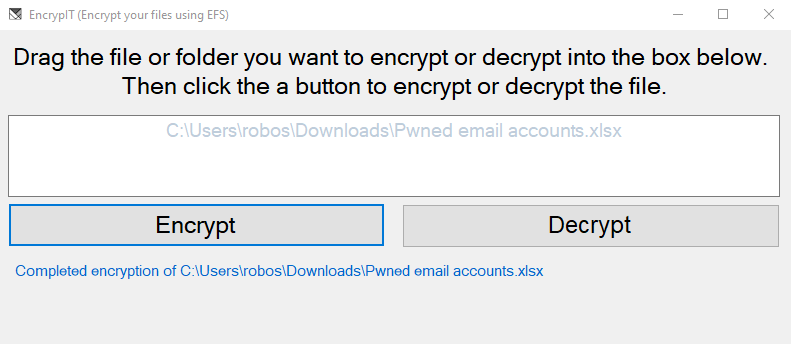 EncrypIT (Encrypt your files using EFS)
Drag the file or folder you want to encrypt or decrypt into the box below.
Then click the a button to encrypt or decrypt the file.
C:\Users\robos\Downloads\Pwned email accounts.xlsx
Encrypt
Decrypt
Completed encryption of C:\Users\robos\Downloads\Pwned email accounts.xlsx